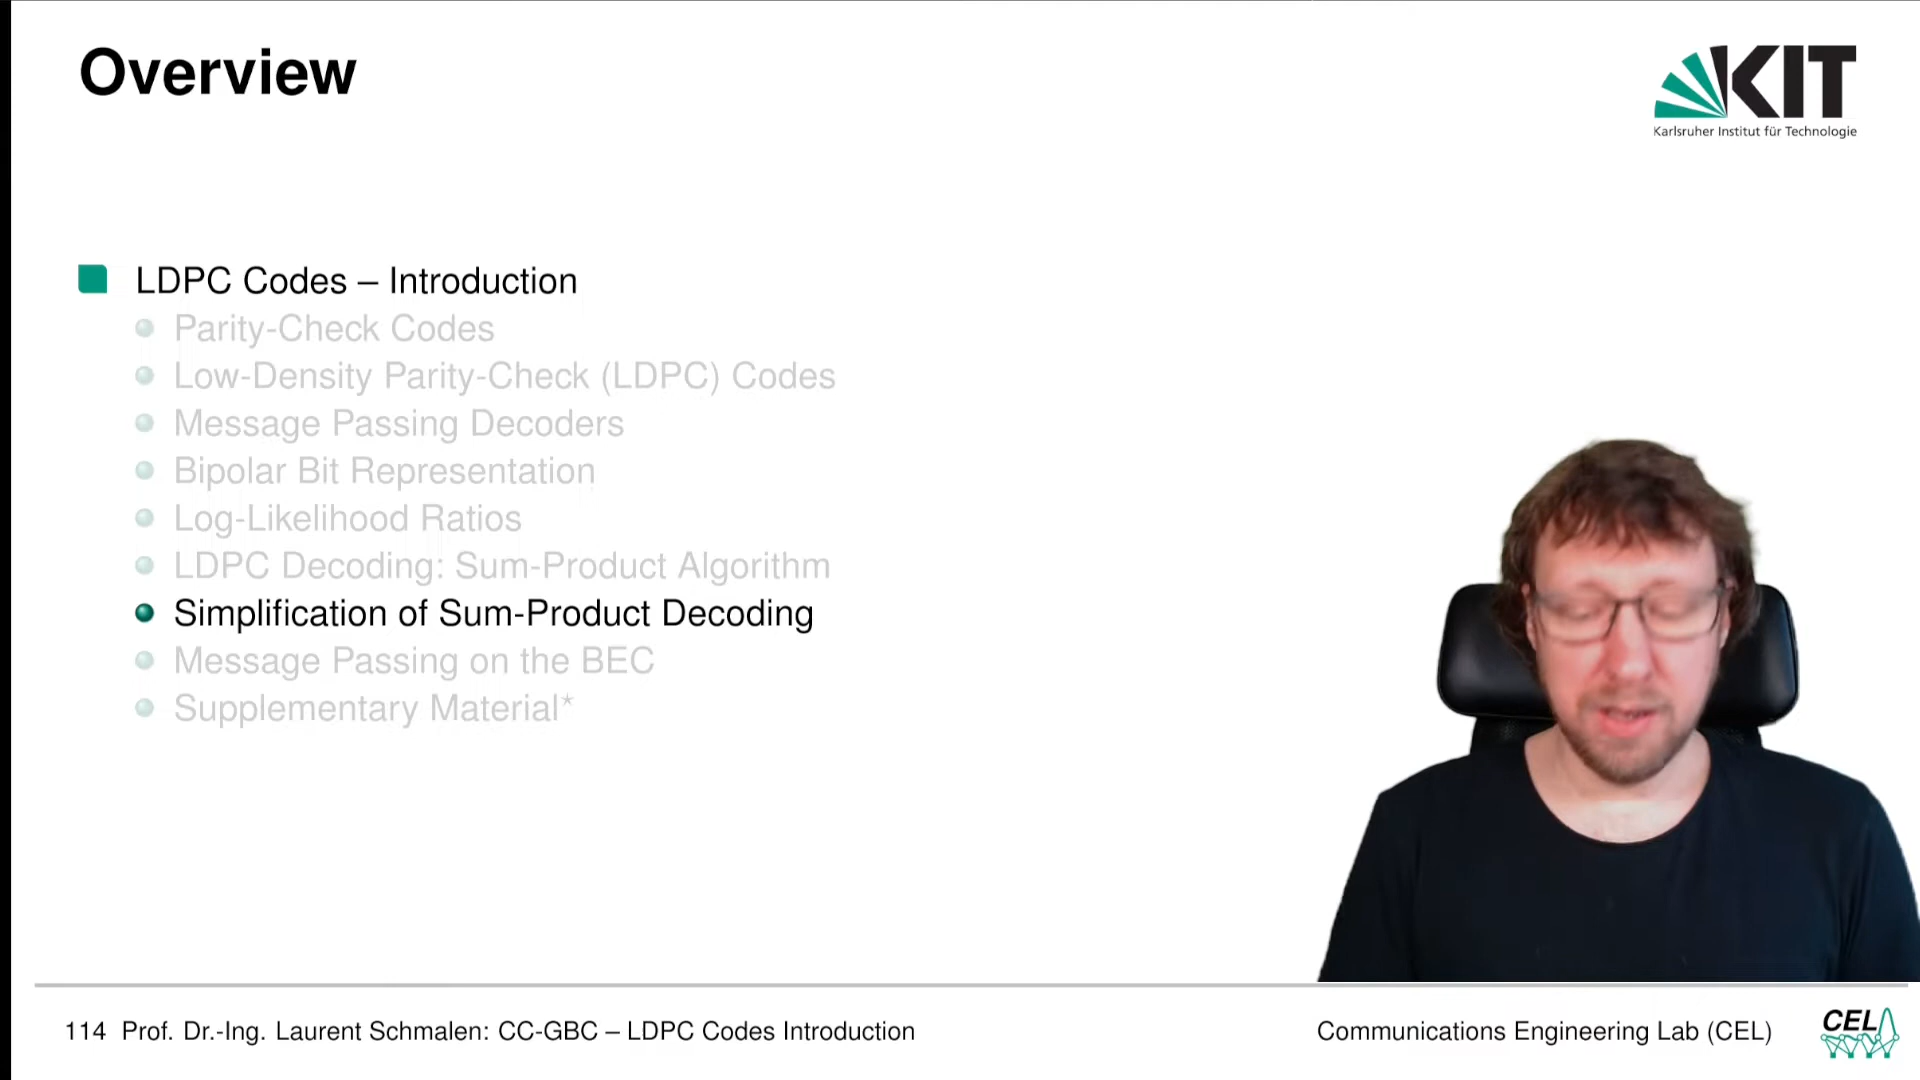 Overview
KIT
Karlsruher Institut für Technologie
LDPC Codes – Introduction
Parity-Check Codes
Low-Density Parity-Check (LDPC) Codes
Message Passing Decoders
Bipolar Bit Representation
Log-Likelihood Ratios
LDPC Decoding: Sum-Product Algorithm
Simplification of Sum-Product Decoding
Message Passing on the BEC
Supplementary Material*
114 Prof. Dr.-Ing. Laurent Schmalen: CC-GBC – LDPC Codes Introduction
Communications Engineering Lab (CEL)
CEL